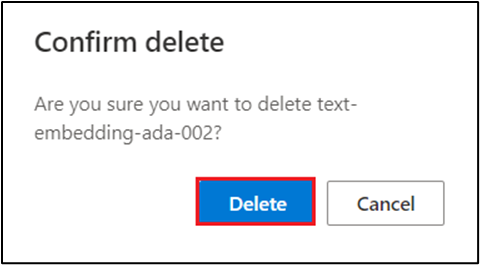 Confirm delete
Are you sure you want to delete text-
embedding-ada-002?
Delete
Cancel